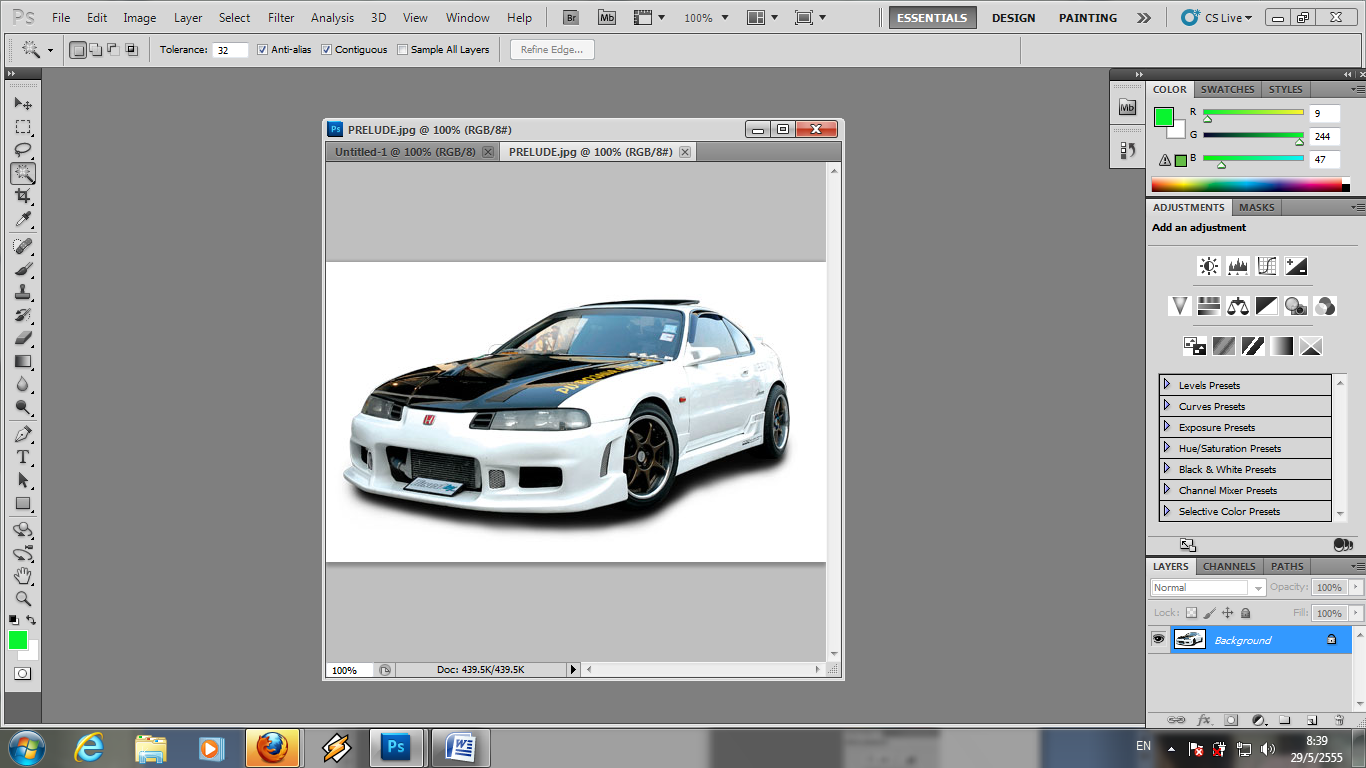 Ps File Edit Image Layer Select Filter Analysis 3D View Window Help Br Mb 100% ESSENTIALS DESIGN PAINTING CS Live
Tolerance: 32 Anti-alias Contiguous Sample All Layers Refine Edge...
PRELUDE.jpg @ 100% (RGB/8#)
Untitled-1 @ 100% (RGB/8) PRELUDE.jpg @ 100% (RGB/8#)
100% Doc: 439.5K/439.5K
Mb
COLOR SWATCHES STYLES
R 9
G 244
B 47
ADJUSTMENTS MASKS
Add an adjustment
Levels Presets
Curves Presets
Exposure Presets
Hue/Saturation Presets
Black & White Presets
Channel Mixer Presets
Selective Color Presets
LAYERS CHANNELS PATHS
Normal Opacity: 100%
Lock: Fill: 100%
Background
EN 8:39
29/5/2555